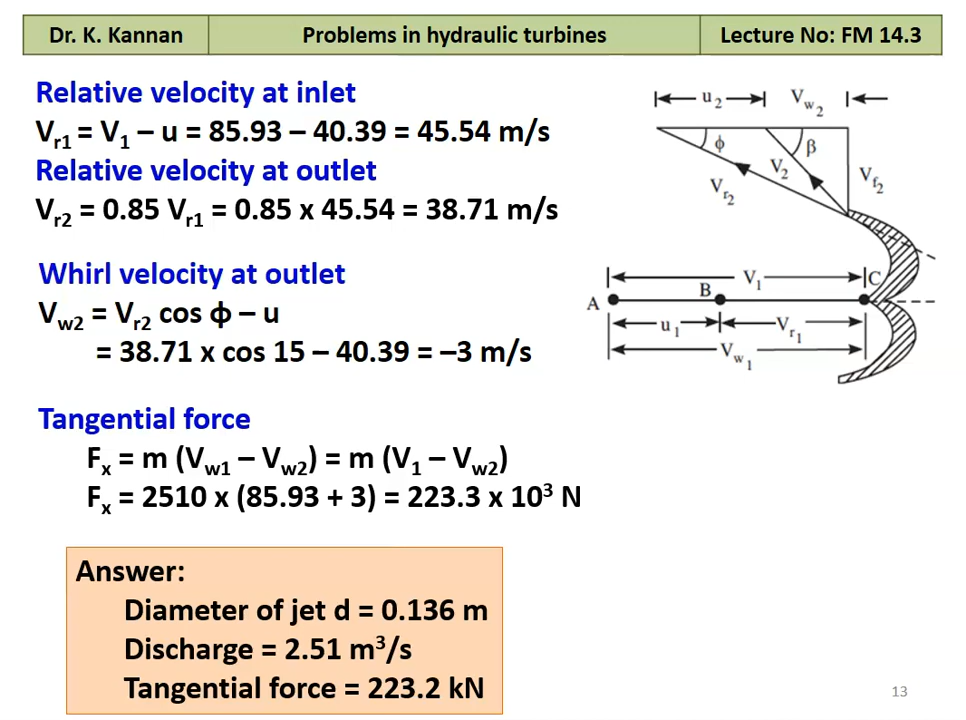 Dr. K. Kannan
Problems in hydraulic turbines
Lecture No: FM 14.3
Relative velocity at inlet
Vr1 = V1 – u = 85.93 – 40.39 = 45.54 m/s
Relative velocity at outlet
Vr2 = 0.85 Vr1 = 0.85 x 45.54 = 38.71 m/s
Whirl velocity at outlet
Vw2 = Vr2 cos ϕ – u
= 38.71 x cos 15 – 40.39 = –3 m/s
Tangential force
Fx = m (Vw1 – Vw2) = m (V1 – Vw2)
Fx = 2510 x (85.93 + 3) = 223.3 x 10³ N
Answer:
Diameter of jet d = 0.136 m
Discharge = 2.51 m³/s
Tangential force = 223.2 kN
u2
Vw2
ϕ
β
V2
Vr2
Vf2
V1
C
A
B
u1
Vr1
Vw1
13